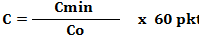 Cmin
C = ―――― x 60 pkt
Co